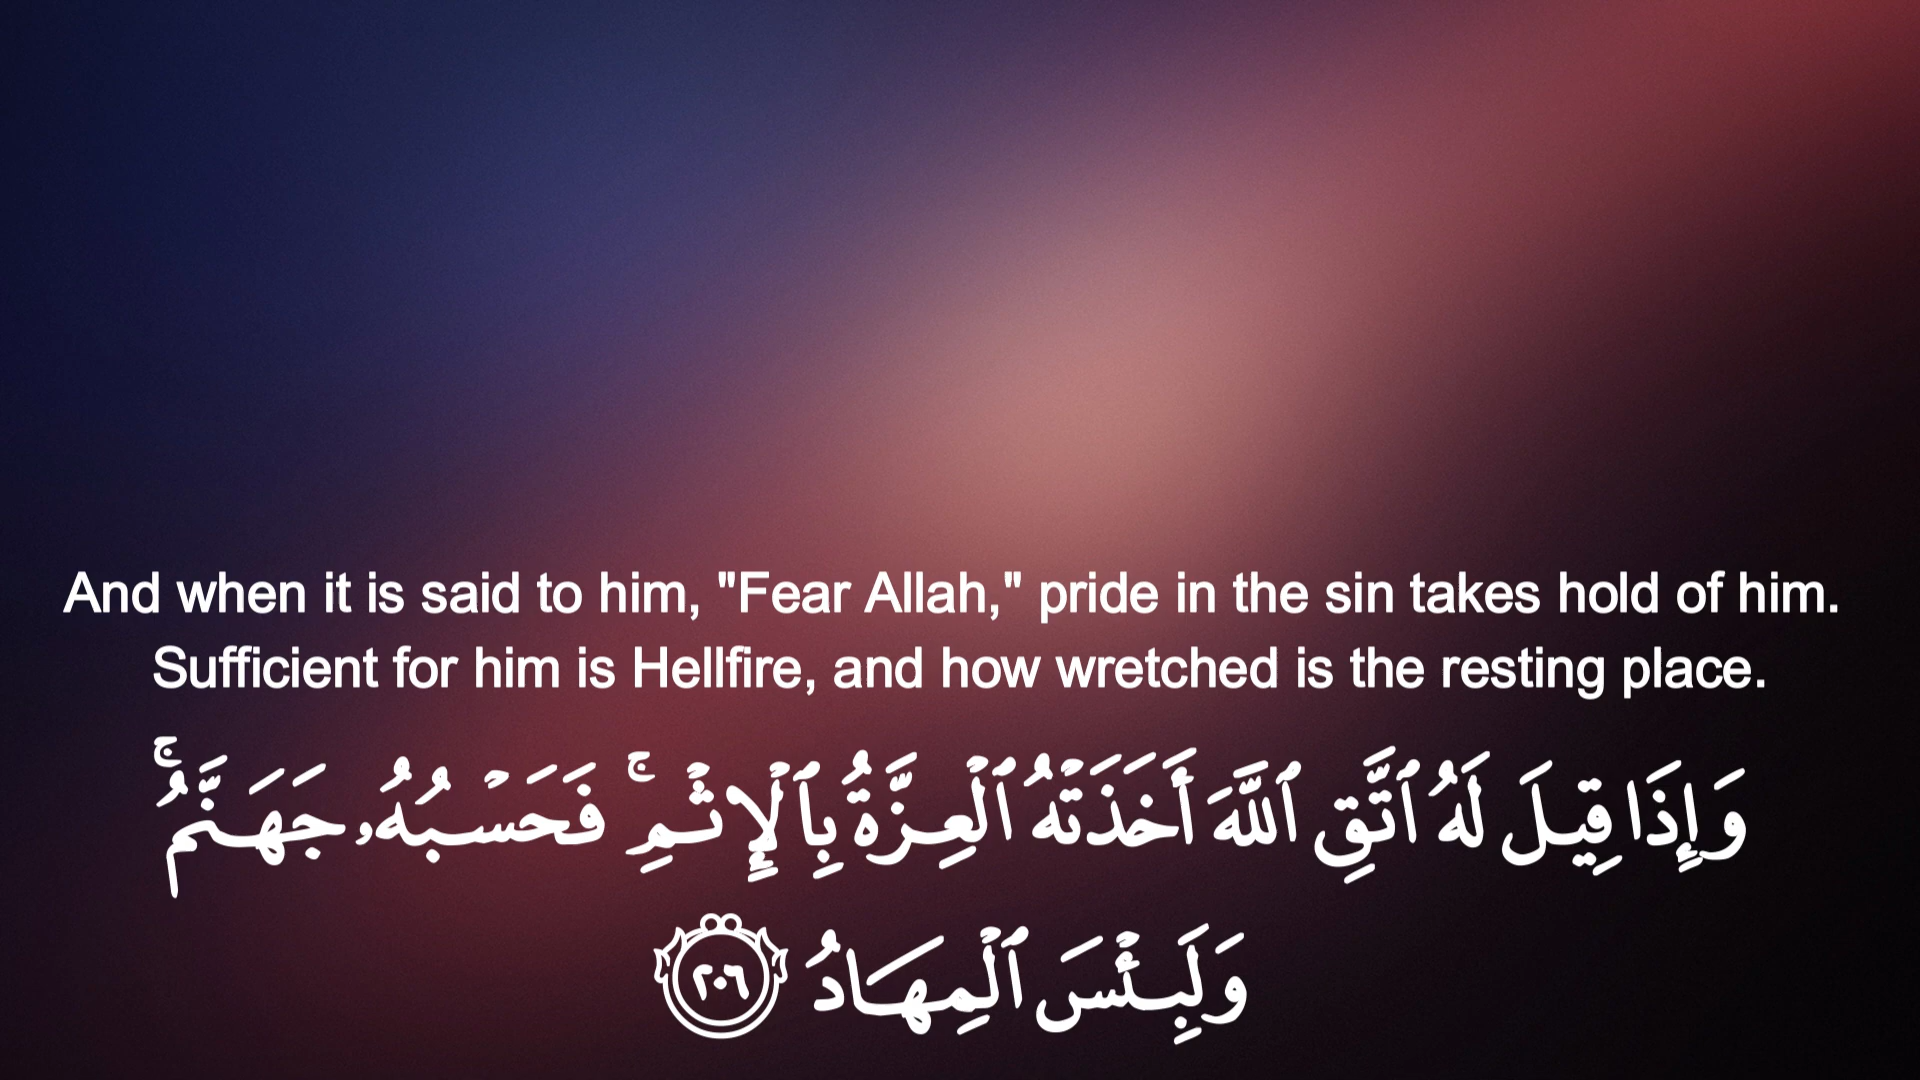 And when it is said to him, "Fear Allah," pride in the sin takes hold of him.
Sufficient for him is Hellfire, and how wretched is the resting place.
وَإِذَا قِيلَ لَهُ ٱتَّقِ ٱللَّهَ أَخَذَتۡهُ ٱلۡعِزَّةُ بِٱلۡإِثۡمِۚ فَحَسۡبُهُۥ جَهَنَّمُۚ
وَلَبِئۡسَ ٱلۡمِهَادُ ٢٠٦